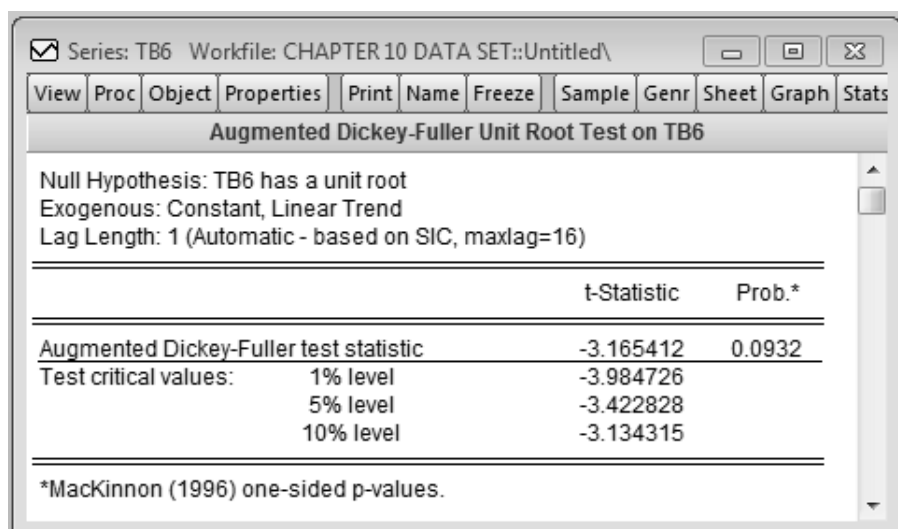 Series: TB6 Workfile: CHAPTER 10 DATA SET::Untitled\
View Proc Object Properties Print Name Freeze Sample Genr Sheet Graph Stats
Augmented Dickey-Fuller Unit Root Test on TB6
Null Hypothesis: TB6 has a unit root
Exogenous: Constant, Linear Trend
Lag Length: 1 (Automatic - based on SIC, maxlag=16)
t-Statistic Prob.*
Augmented Dickey-Fuller test statistic -3.165412 0.0932
Test critical values: 1% level -3.984726
5% level -3.422828
10% level -3.134315
*MacKinnon (1996) one-sided p-values.